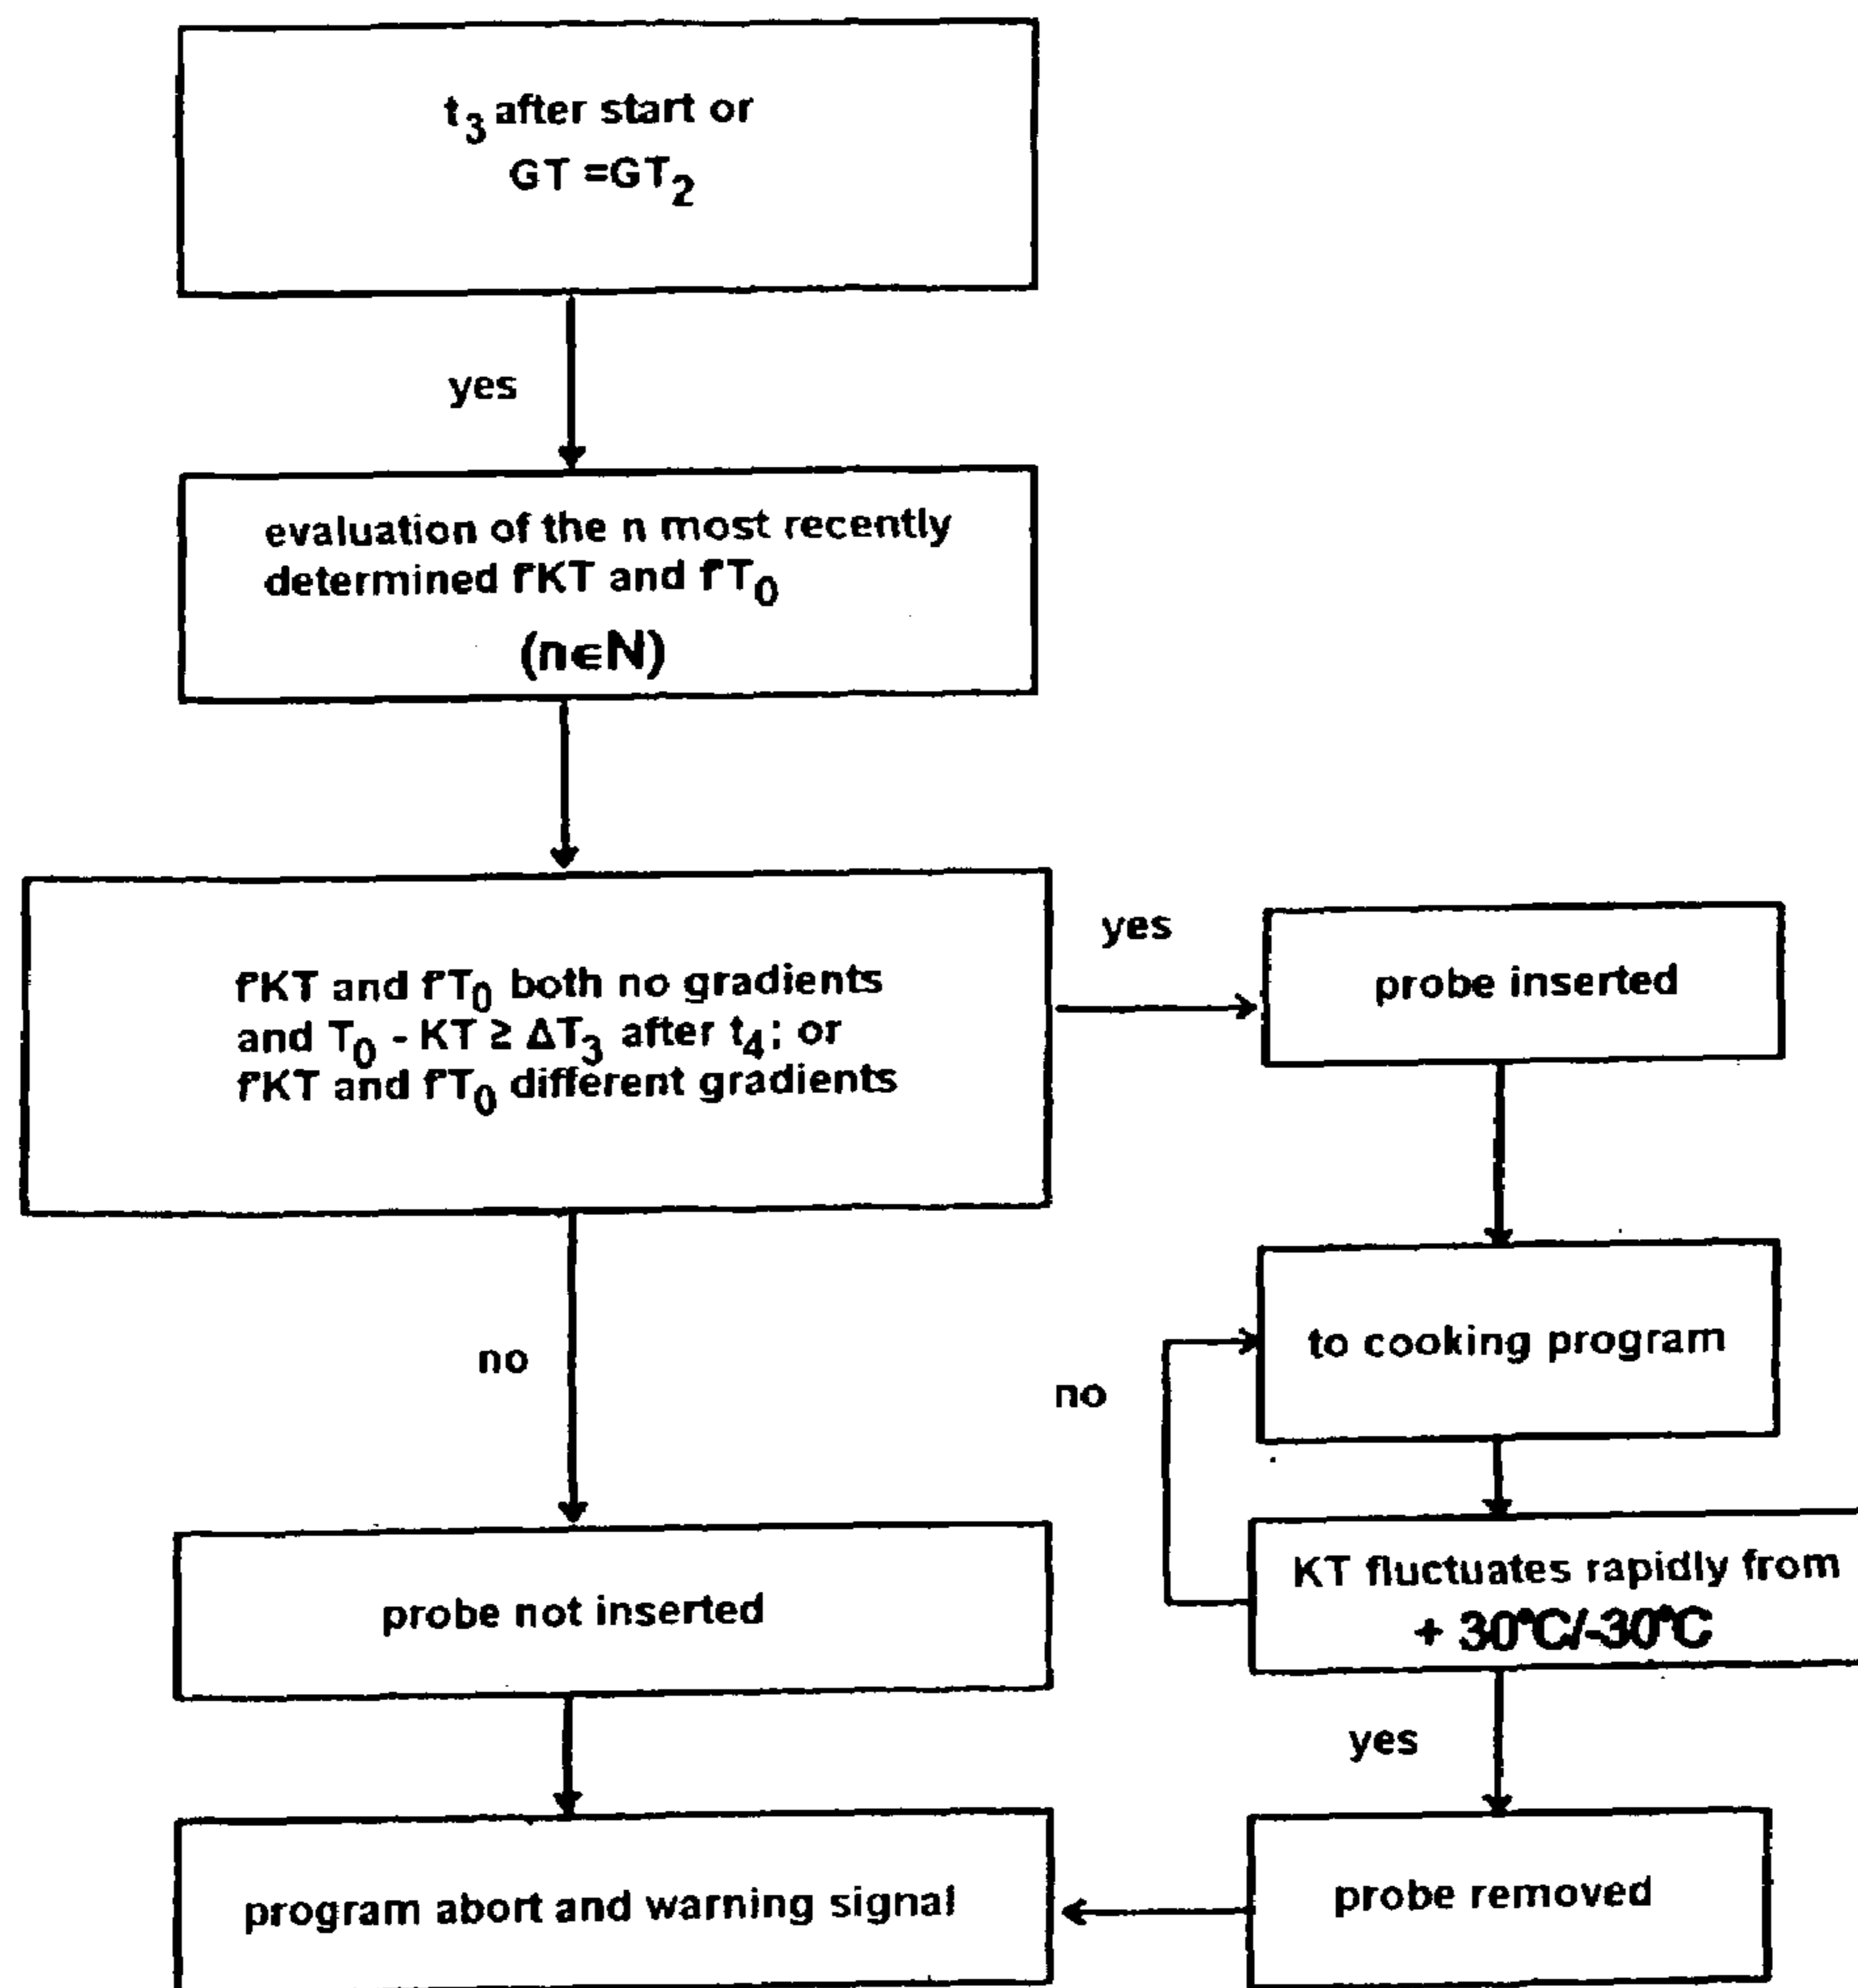 t₃ after start or
GT =GT₂
yes
evaluation of the n most recently
determined f'KT and f'T₀
(n∈N)
f'KT and f'T₀ both no gradients
and T₀ - KT ≥ ΔT₃ after t₄; or
f'KT and f'T₀ different gradients
yes
probe inserted
no
to cooking program
no
KT fluctuates rapidly from
+ 30°C/-30°C
probe not inserted
yes
program abort and warning signal
probe removed